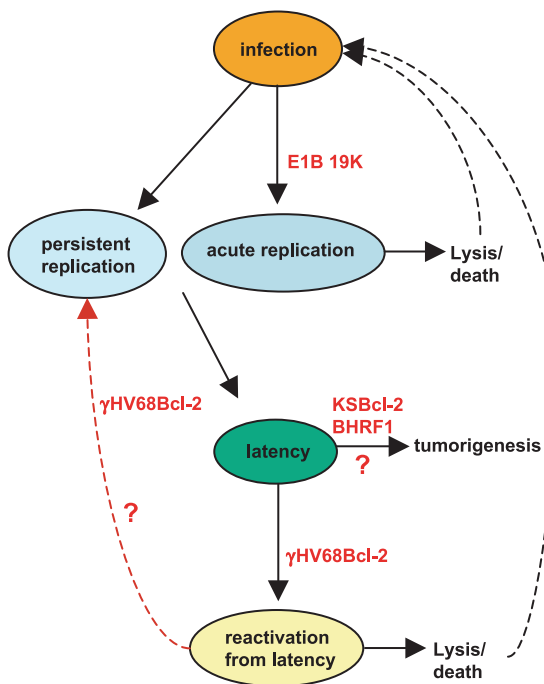 infection
E1B 19K
persistent
replication
acute replication
Lysis/
death
γHV68Bcl-2
KSBcl-2
BHRF1
latency
?
tumorigenesis
?
γHV68Bcl-2
reactivation
from latency
Lysis/
death